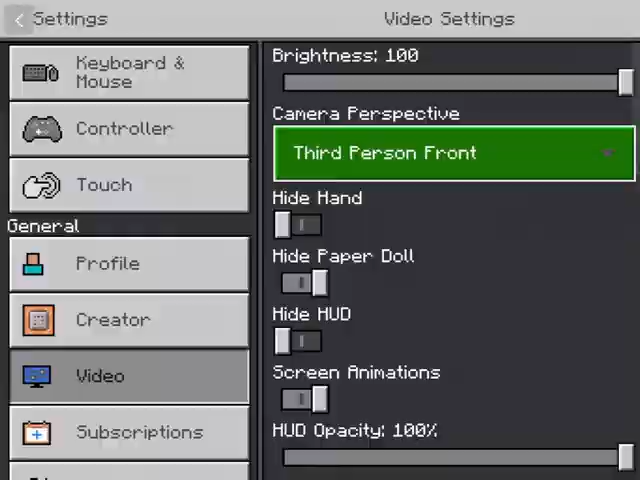 Settings
Video Settings
Keyboard &
Mouse
Controller
Touch
General
Profile
Creator
Video
Subscriptions
Brightness: 100
Camera Perspective
Third Person Front
Hide Hand
Hide Paper Doll
Hide HUD
Screen Animations
HUD Opacity: 100%